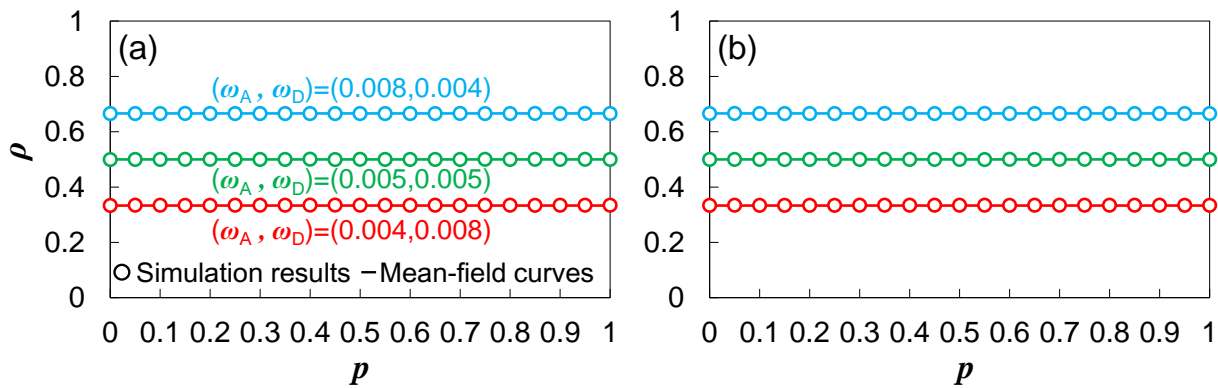 (a)
(b)
1
0.8
0.6
0.4
0.2
0
ρ
(ωA , ωD)=(0.008,0.004)
(ωA , ωD)=(0.005,0.005)
(ωA , ωD)=(0.004,0.008)
Simulation results Mean-field curves
0 0.1 0.2 0.3 0.4 0.5 0.6 0.7 0.8 0.9 1
p
1
0.8
0.6
0.4
0.2
0
0 0.1 0.2 0.3 0.4 0.5 0.6 0.7 0.8 0.9 1
p